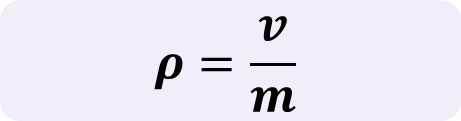 ρ = v/m